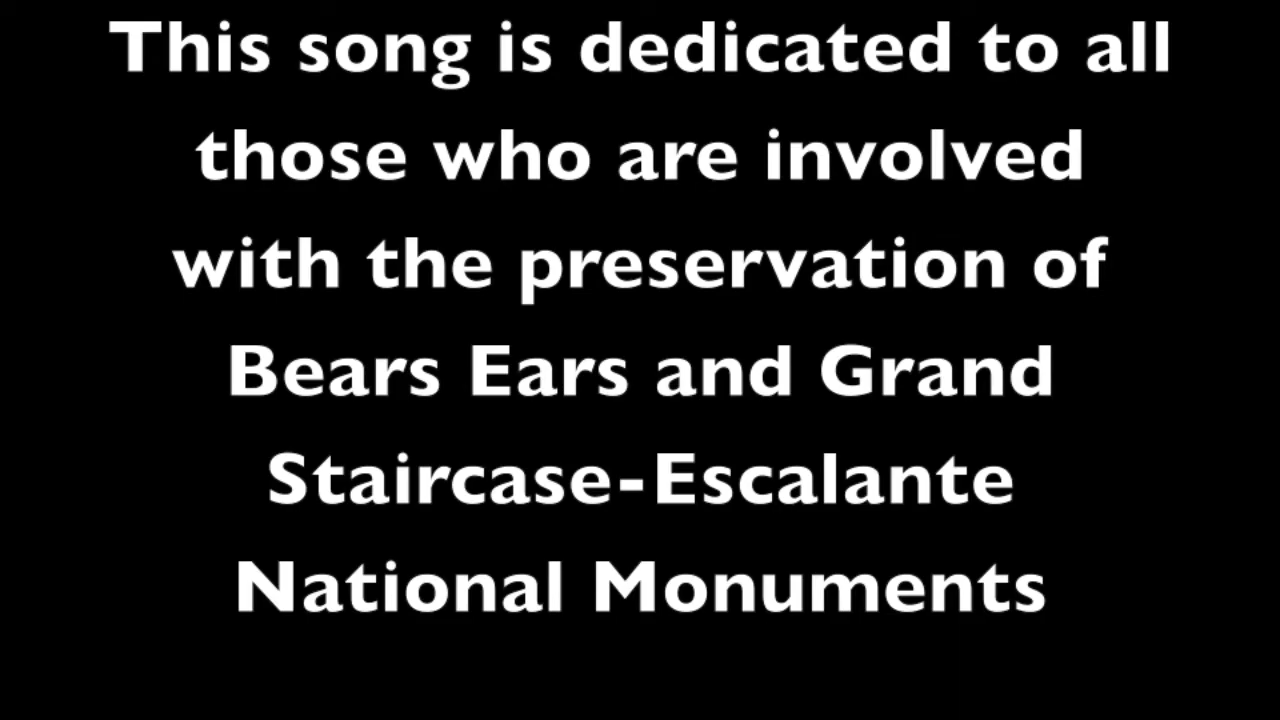 This song is dedicated to all
those who are involved
with the preservation of
Bears Ears and Grand
Staircase-Escalante
National Monuments